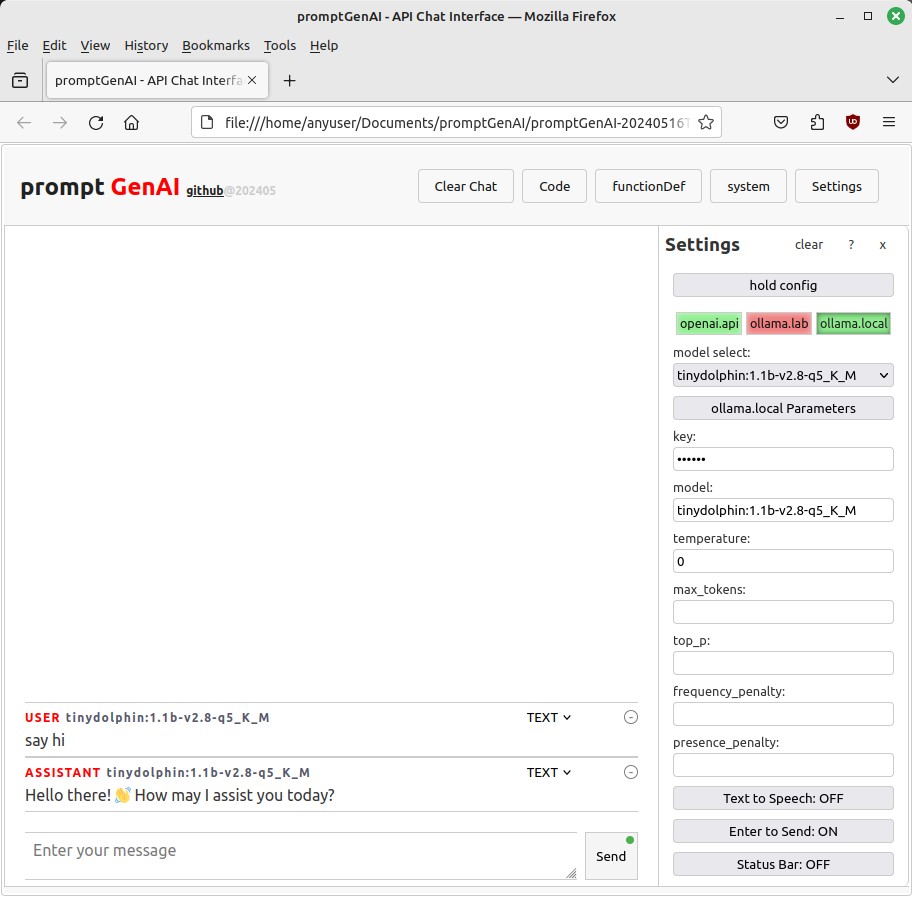 promptGenAI - API Chat Interface — Mozilla Firefox
File Edit View History Bookmarks Tools Help
promptGenAI - API Chat Interfa
file:///home/anyuser/Documents/promptGenAI/promptGenAI-20240516T
prompt GenAI github@202405
Clear Chat Code functionDef system Settings
Settings clear ? x
hold config
openai.api ollama.lab ollama.local
model select:
tinydolphin:1.1b-v2.8-q5_K_M
ollama.local Parameters
key:
••••••
model:
tinydolphin:1.1b-v2.8-q5_K_M
temperature:
0
max_tokens:
top_p:
frequency_penalty:
presence_penalty:
Text to Speech: OFF
Enter to Send: ON
Status Bar: OFF
USER tinydolphin:1.1b-v2.8-q5_K_M TEXT
say hi
ASSISTANT tinydolphin:1.1b-v2.8-q5_K_M TEXT
Hello there! 👋 How may I assist you today?
Enter your message
Send